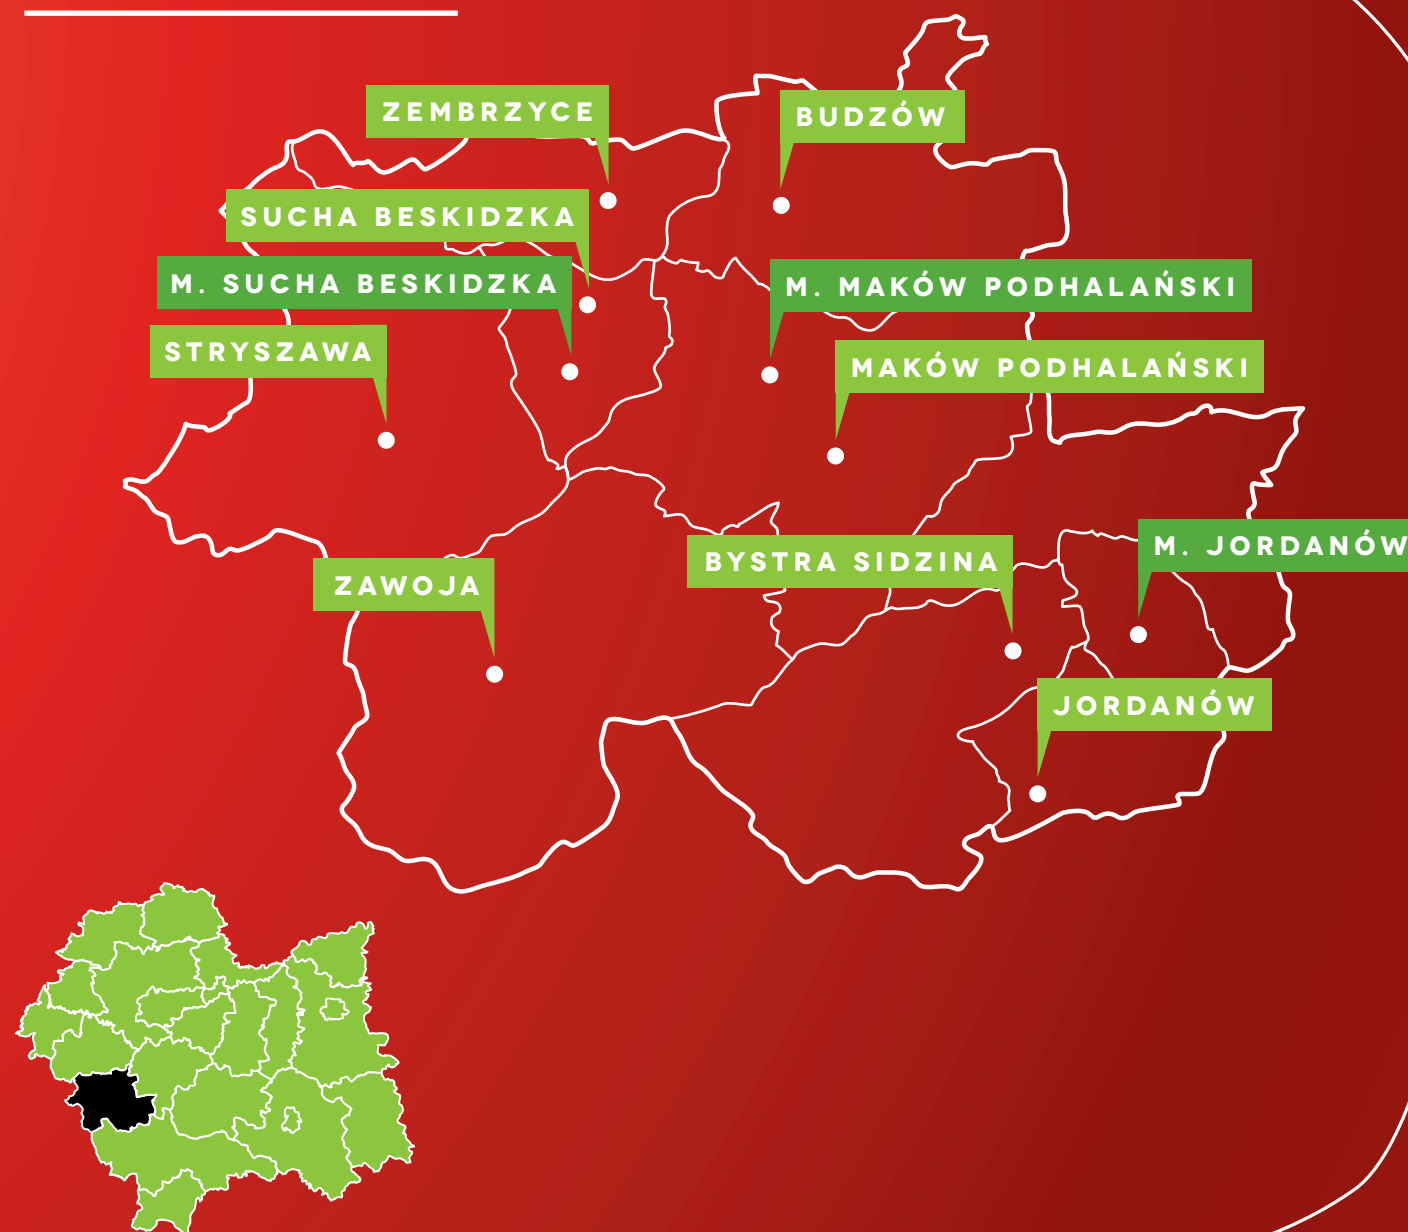 ZEMBRZYCE
BUDZÓW
SUCHA BESKIDZKA
M. SUCHA BESKIDZKA
M. MAKÓW PODHALAŃSKI
STRYSZAWA
MAKÓW PODHALAŃSKI
M. JORDANÓW
BYSTRA SIDZINA
ZAWOJA
JORDANÓW